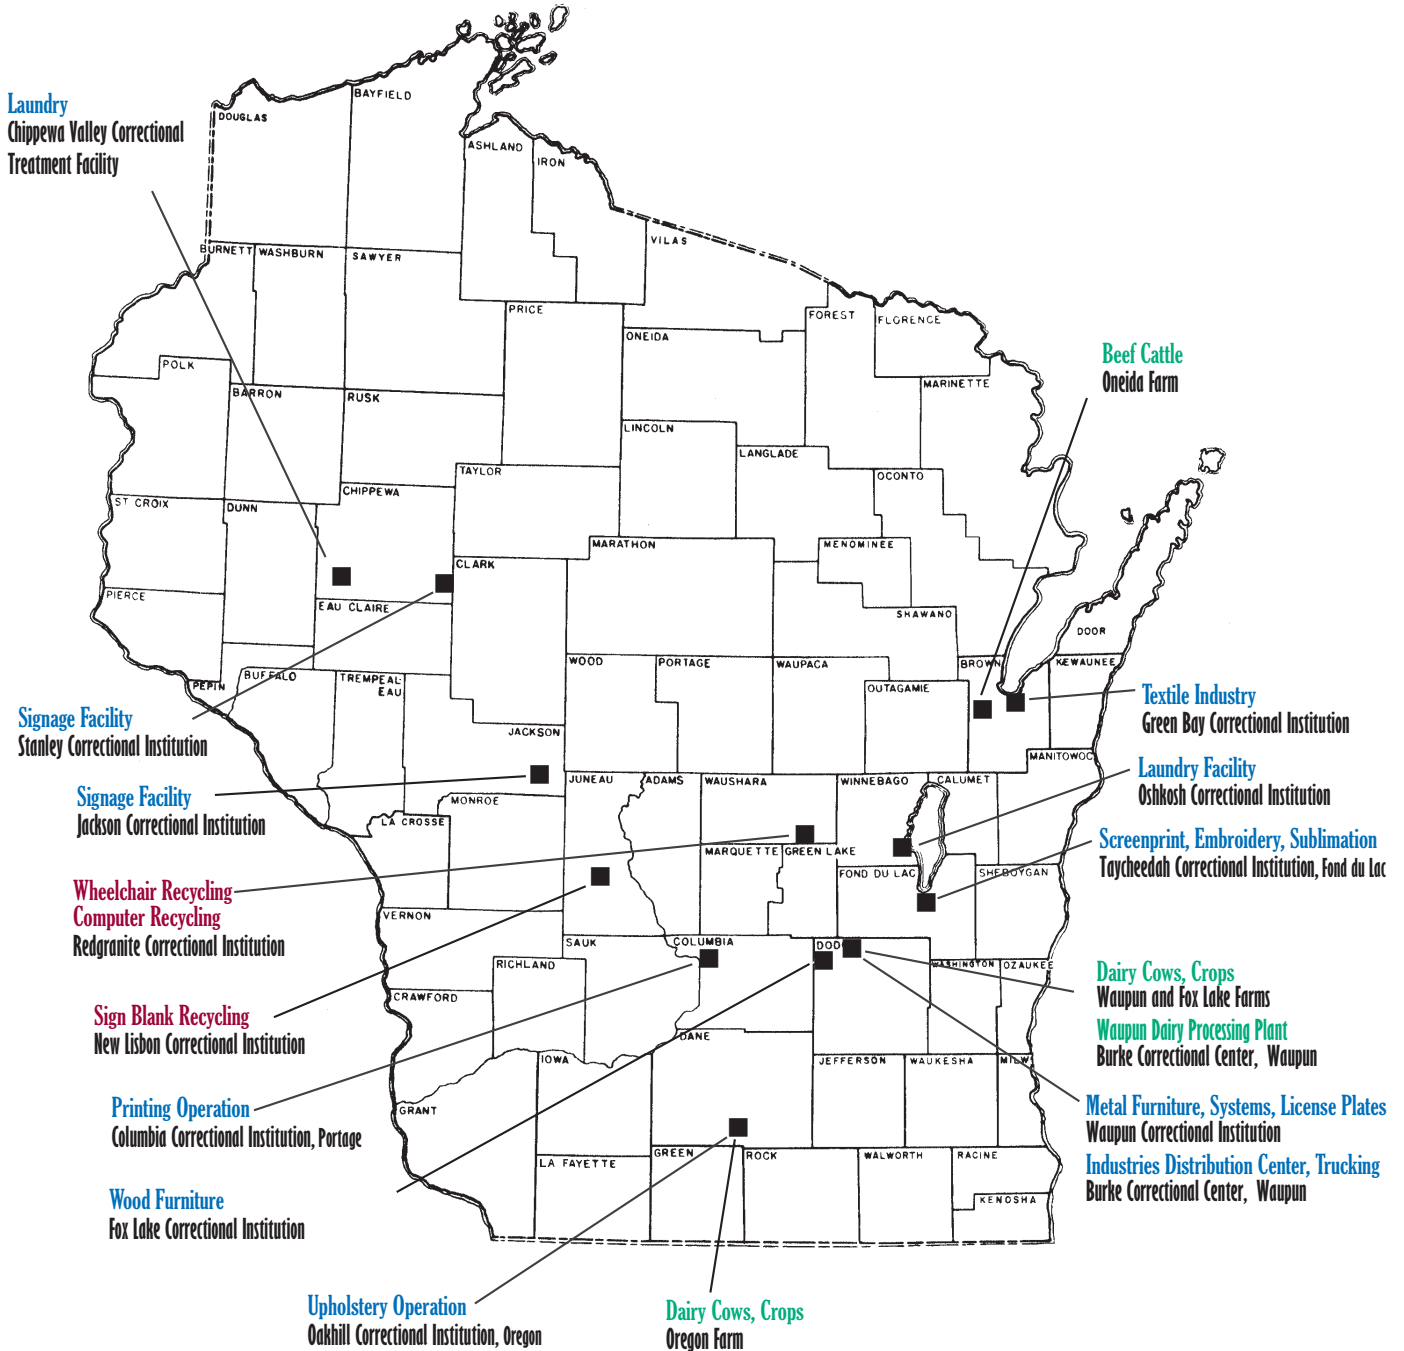 Laundry
Chippewa Valley Correctional
Treatment Facility
BAYFIELD
DOUGLAS
ASHLAND
IRON
VILAS
BURNETT
WASHBURN
SAWYER
PRICE
FOREST
FLORENCE
ONEIDA
Beef Cattle
Oneida Farm
POLK
MARINETTE
BARRON
RUSK
LINCOLN
LANGLADE
TAYLOR
OCONTO
CHIPPEWA
ST CROIX
DUNN
MARATHON
MENOMINEE
CLARK
PIERCE
EAU CLAIRE
SHAWANO
DOOR
WOOD
PORTAGE
WAUPACA
BROWN
KEWAUNEE
BUFFALO
TREMPEAL-
EAU
PEPIN
OUTAGAMIE
Textile Industry
Green Bay Correctional Institution
Signage Facility
Stanley Correctional Institution
JACKSON
MANITOWOC
Laundry Facility
Oshkosh Correctional Institution
JUNEAU
ADAMS
WAUSHARA
WINNEBAGO
CALUMET
Signage Facility
Jackson Correctional Institution
MONROE
LA CROSSE
Screenprint, Embroidery, Sublimation
Taycheedah Correctional Institution, Fond du Lac
MARQUETTE
GREEN LAKE
FOND DU LAC
SHEBOYGAN
Wheelchair Recycling
Computer Recycling
Redgranite Correctional Institution
VERNON
SAUK
COLUMBIA
DOD
RICHLAND
WASHINGTON
OZAUKEE
Dairy Cows, Crops
Waupun and Fox Lake Farms
Waupun Dairy Processing Plant
Burke Correctional Center, Waupun
CRAWFORD
Sign Blank Recycling
New Lisbon Correctional Institution
DANE
IOWA
JEFFERSON
WAUKESHA
MILW
Printing Operation
Columbia Correctional Institution, Portage
GRANT
Metal Furniture, Systems, License Plates
Waupun Correctional Institution
Industries Distribution Center, Trucking
Burke Correctional Center, Waupun
LA FAYETTE
GREEN
ROCK
WALWORTH
RACINE
KENOSHA
Wood Furniture
Fox Lake Correctional Institution
Upholstery Operation
Oakhill Correctional Institution, Oregon
Dairy Cows, Crops
Oregon Farm